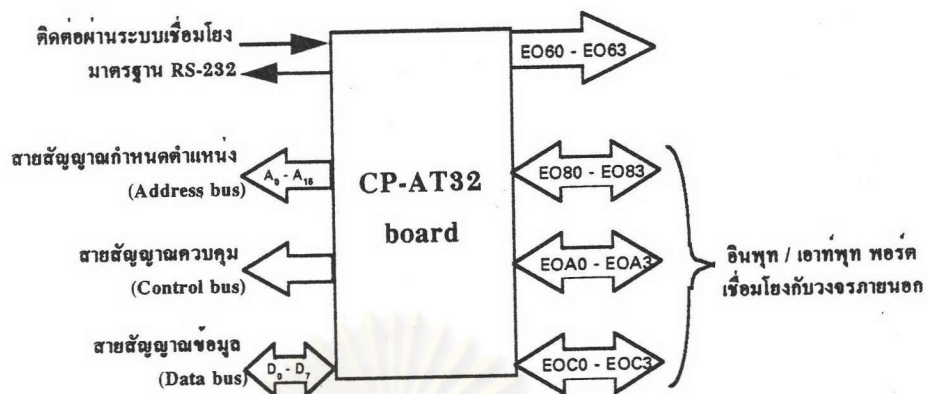 ติดต่อผ่านระบบเชื่อมโยง
มาตรฐาน RS-232
EO60 - EO63
สายสัญญาณกำหนดตำแหน่ง
(Address bus)
A₀ - A₁₅
CP-AT32
board
EO80 - EO83
สายสัญญาณควบคุม
(Control bus)
EOA0 - EOA3
อินพุท / เอาท์พุท พอร์ต
เชื่อมโยงกับวงจรภายนอก
สายสัญญาณข้อมูล
(Data bus)
D₀ - D₇
EOC0 - EOC3